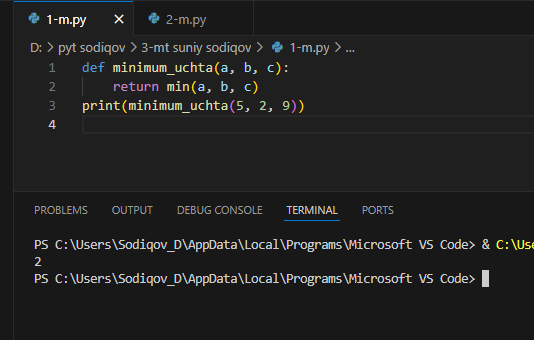 1-m.py × 2-m.py
D: > pyt sodiqov > 3-mt suniy sodiqov > 1-m.py > ...
1 def minimum_uchta(a, b, c):
2 return min(a, b, c)
3 print(minimum_uchta(5, 2, 9))
4
PROBLEMS OUTPUT DEBUG CONSOLE TERMINAL PORTS
PS C:\Users\Sodiqov_D\AppData\Local\Programs\Microsoft VS Code> & C:\Use
2
PS C:\Users\Sodiqov_D\AppData\Local\Programs\Microsoft VS Code>